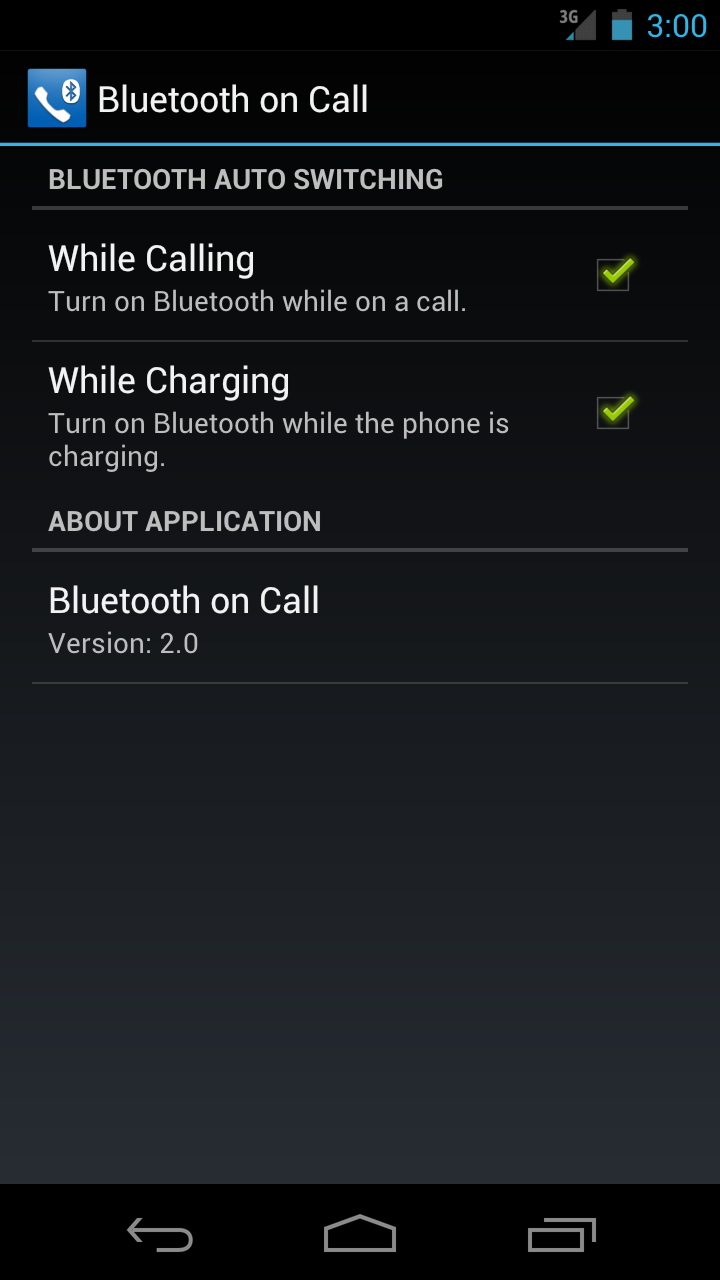 3G 3:00
Bluetooth on Call
BLUETOOTH AUTO SWITCHING
While Calling
Turn on Bluetooth while on a call.
While Charging
Turn on Bluetooth while the phone is
charging.
ABOUT APPLICATION
Bluetooth on Call
Version: 2.0